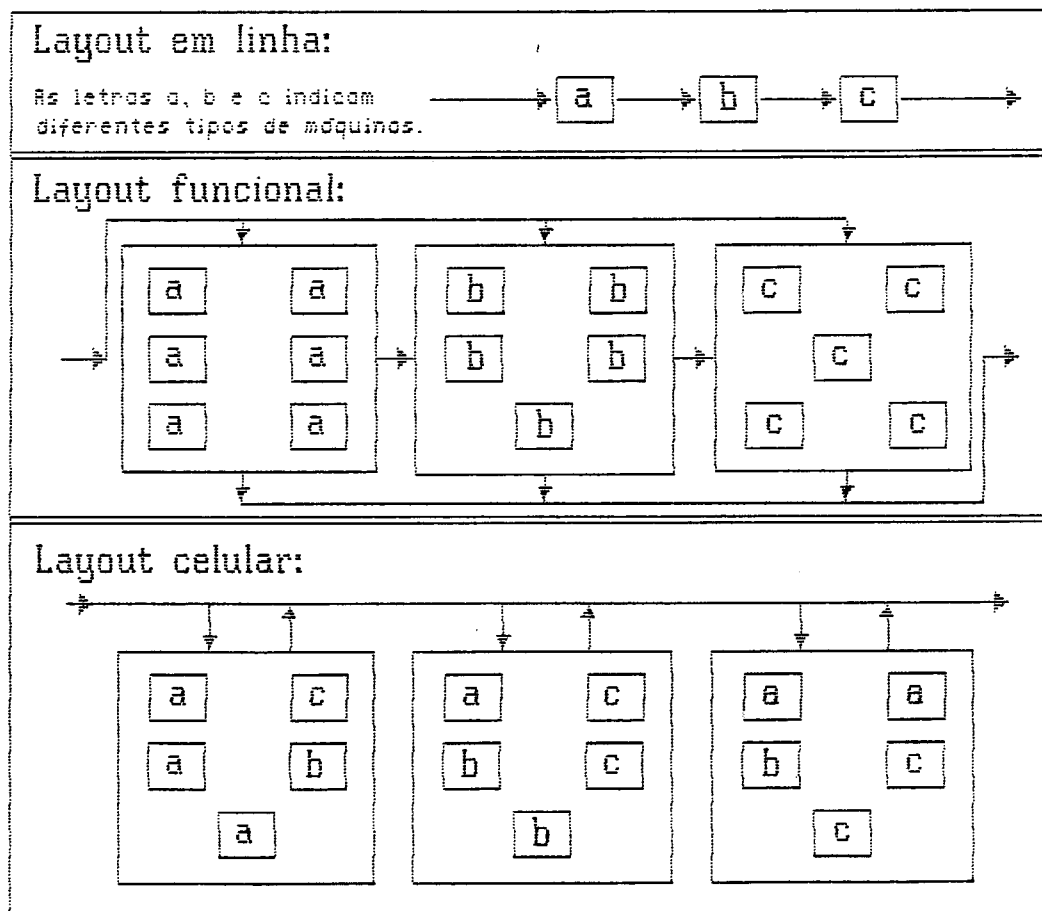 Layout em linha:
As letras a, b e c indicam
diferentes tipos de máquinas.
a b c
Layout funcional:
a a b b c c
a a b b c
a a b c c
Layout celular:
a c a c a a
a b b c b c
a b c